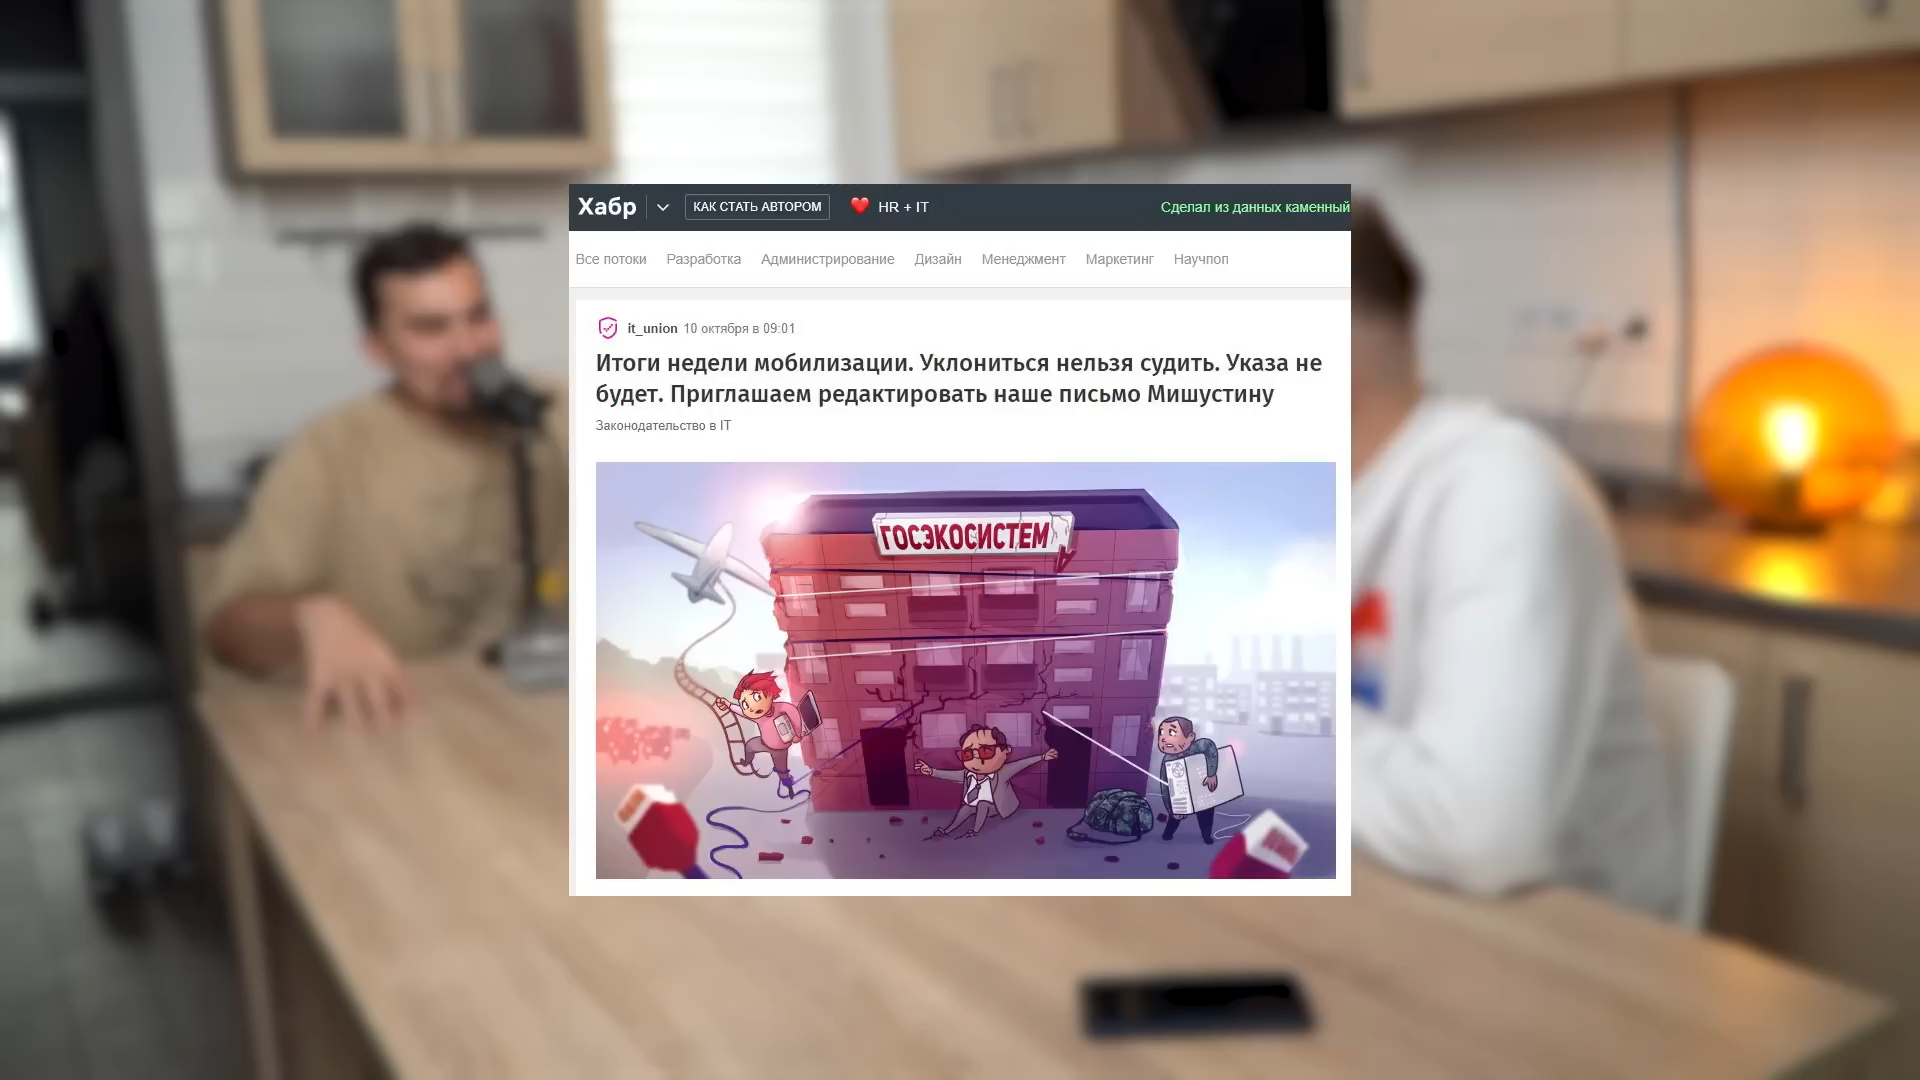 Хабр
КАК СТАТЬ АВТОРОМ
HR + IT
Сделал из данных каменный
Все потоки Разработка Администрирование Дизайн Менеджмент Маркетинг Научпоп
it_union 10 октября в 09:01
Итоги недели мобилизации. Уклониться нельзя судить. Указа не
будет. Приглашаем редактировать наше письмо Мишустину
Законодательство в IT
ГОСЭКОСИСТЕМА